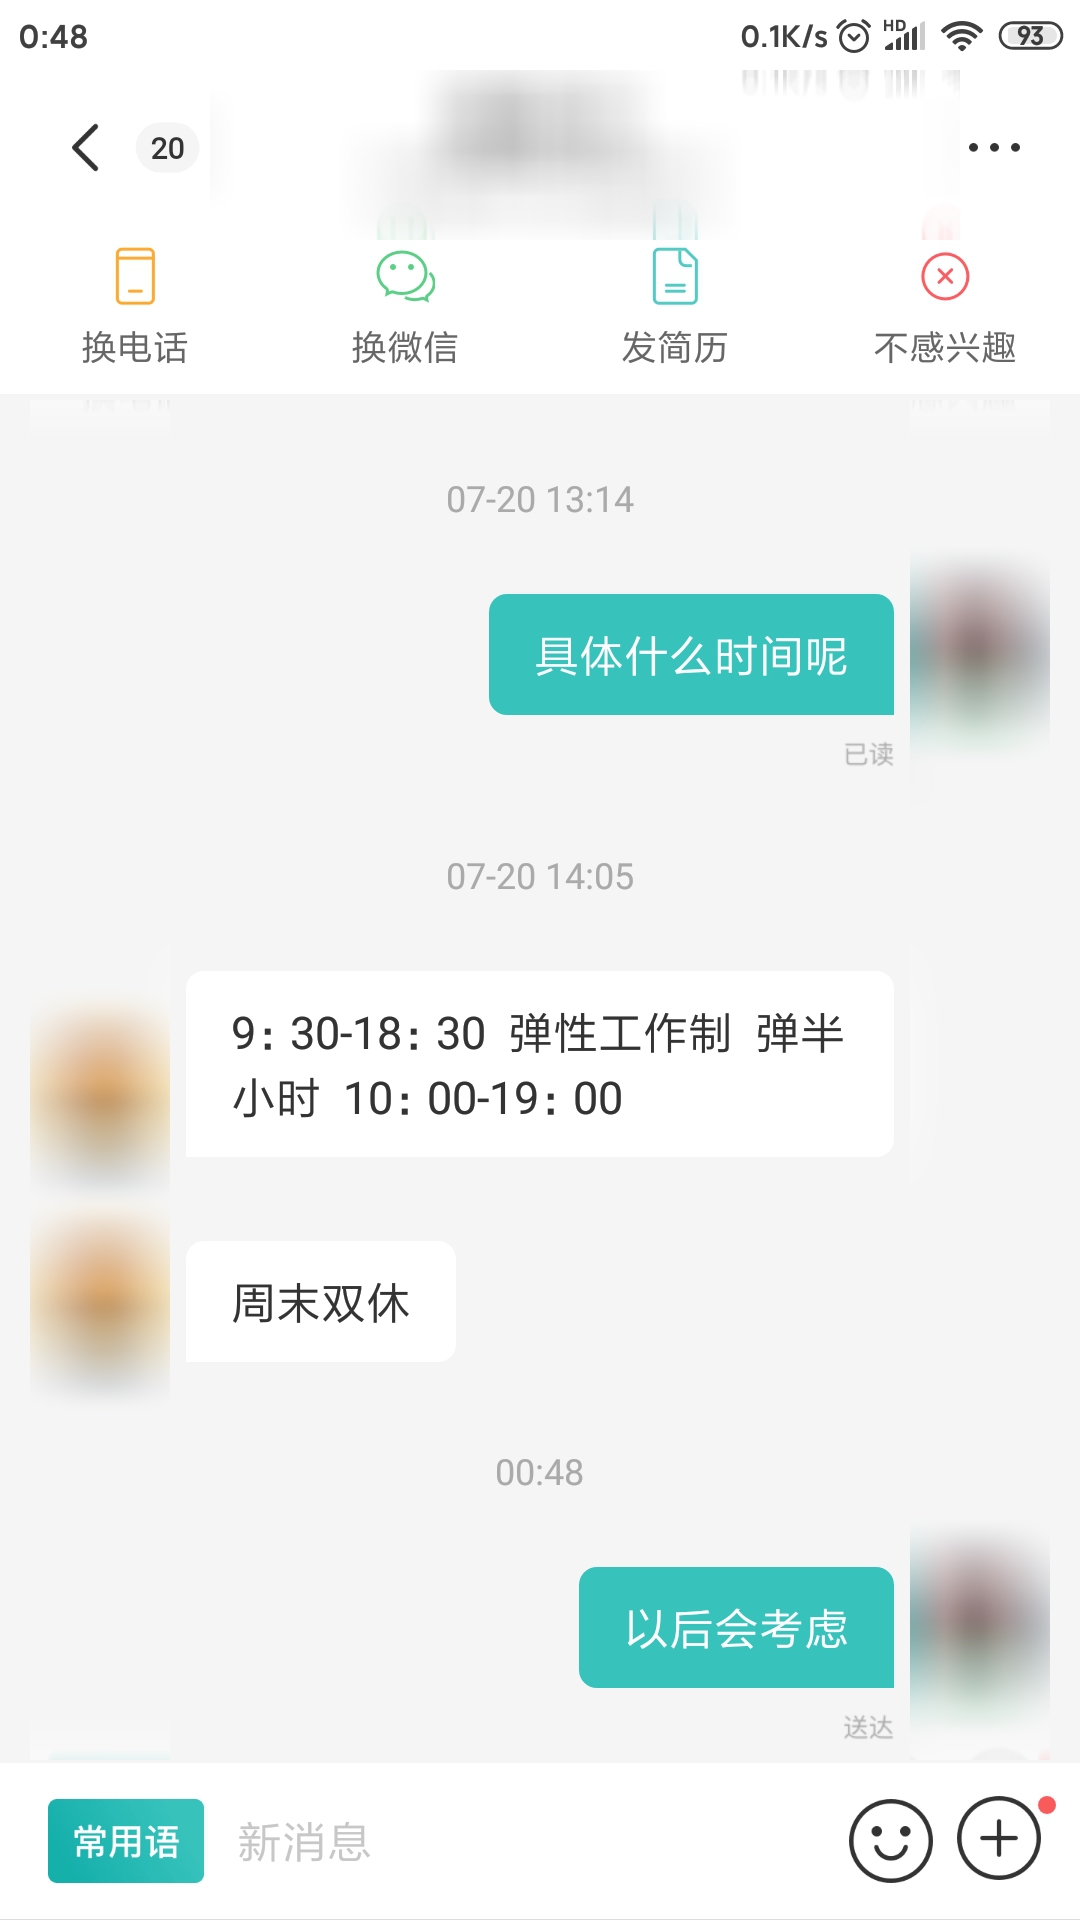 0:48
0.1K/s HD 93
20
换电话 换微信 发简历 不感兴趣
07-20 13:14
具体什么时间呢
已读
07-20 14:05
9：30-18：30 弹性工作制 弹半
小时 10：00-19：00
周末双休
00:48
以后会考虑
送达
常用语 新消息